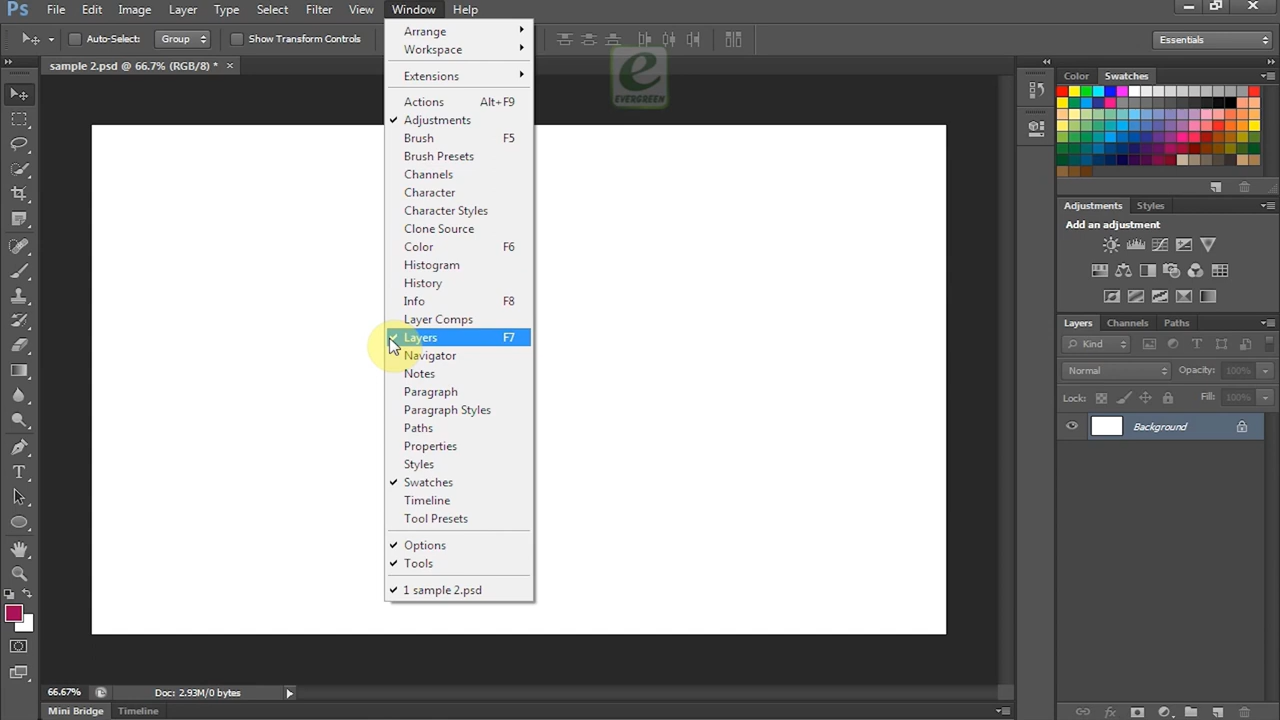 Ps File Edit Image Layer Type Select Filter View Window Help
Auto-Select: Group Show Transform Controls Essentials
sample 2.psd @ 66.7% (RGB/8) * ×
Arrange
Workspace
Extensions
Actions Alt+F9
Adjustments
Brush F5
Brush Presets
Channels
Character
Character Styles
Clone Source
Color F6
Histogram
History
Info F8
Layer Comps
Layers F7
Navigator
Notes
Paragraph
Paragraph Styles
Paths
Properties
Styles
Swatches
Timeline
Tool Presets
Options
Tools
1 sample 2.psd
e
EVERGREEN
Color Swatches
Adjustments Styles
Add an adjustment
Layers Channels Paths
Kind
Normal Opacity: 100%
Lock: Fill: 100%
Background
fx
T
66.67% Doc: 2.93M/0 bytes
Mini Bridge Timeline